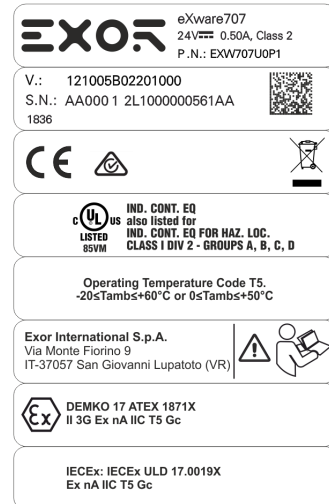 EXOR
eXware707
24V 0.50A, Class 2
P.N.: EXW707U0P1
V.: 121005B02201000
S.N.: AA000 1 2L1000000561AA
1836
CE
C UL US
LISTED
85VM
IND. CONT. EQ
also listed for
IND. CONT. EQ FOR HAZ. LOC.
CLASS I DIV 2 - GROUPS A, B, C, D
Operating Temperature Code T5.
-20≤Tamb≤+60°C or 0≤Tamb≤+50°C
Exor International S.p.A.
Via Monte Fiorino 9
IT-37057 San Giovanni Lupatoto (VR)
Ex
DEMKO 17 ATEX 1871X
II 3G Ex nA IIC T5 Gc
IECEx: IECEx ULD 17.0019X
Ex nA IIC T5 Gc